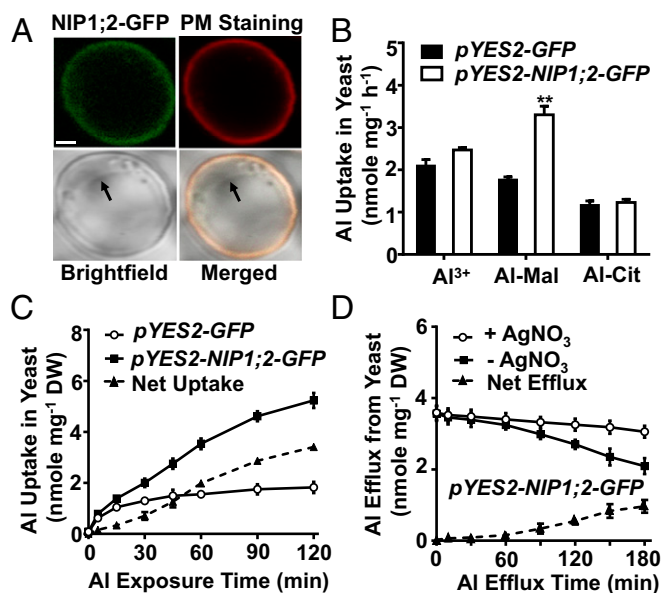 A
NIP1;2-GFP PM Staining
Brightfield Merged
B
Al Uptake in Yeast
(nmole mg⁻¹ h⁻¹)
5
4
3
2
1
0
pYES2-GFP
pYES2-NIP1;2-GFP
**
Al³⁺ Al-Mal Al-Cit
C
Al Uptake in Yeast
(nmole mg⁻¹ DW)
8
6
4
2
0
pYES2-GFP
pYES2-NIP1;2-GFP
Net Uptake
0 30 60 90 120
Al Exposure Time (min)
D
Al Efflux from Yeast
(nmole mg⁻¹ DW)
6
4
2
0
+ AgNO₃
- AgNO₃
Net Efflux
pYES2-NIP1;2-GFP
0 60 120 180
Al Efflux Time (min)